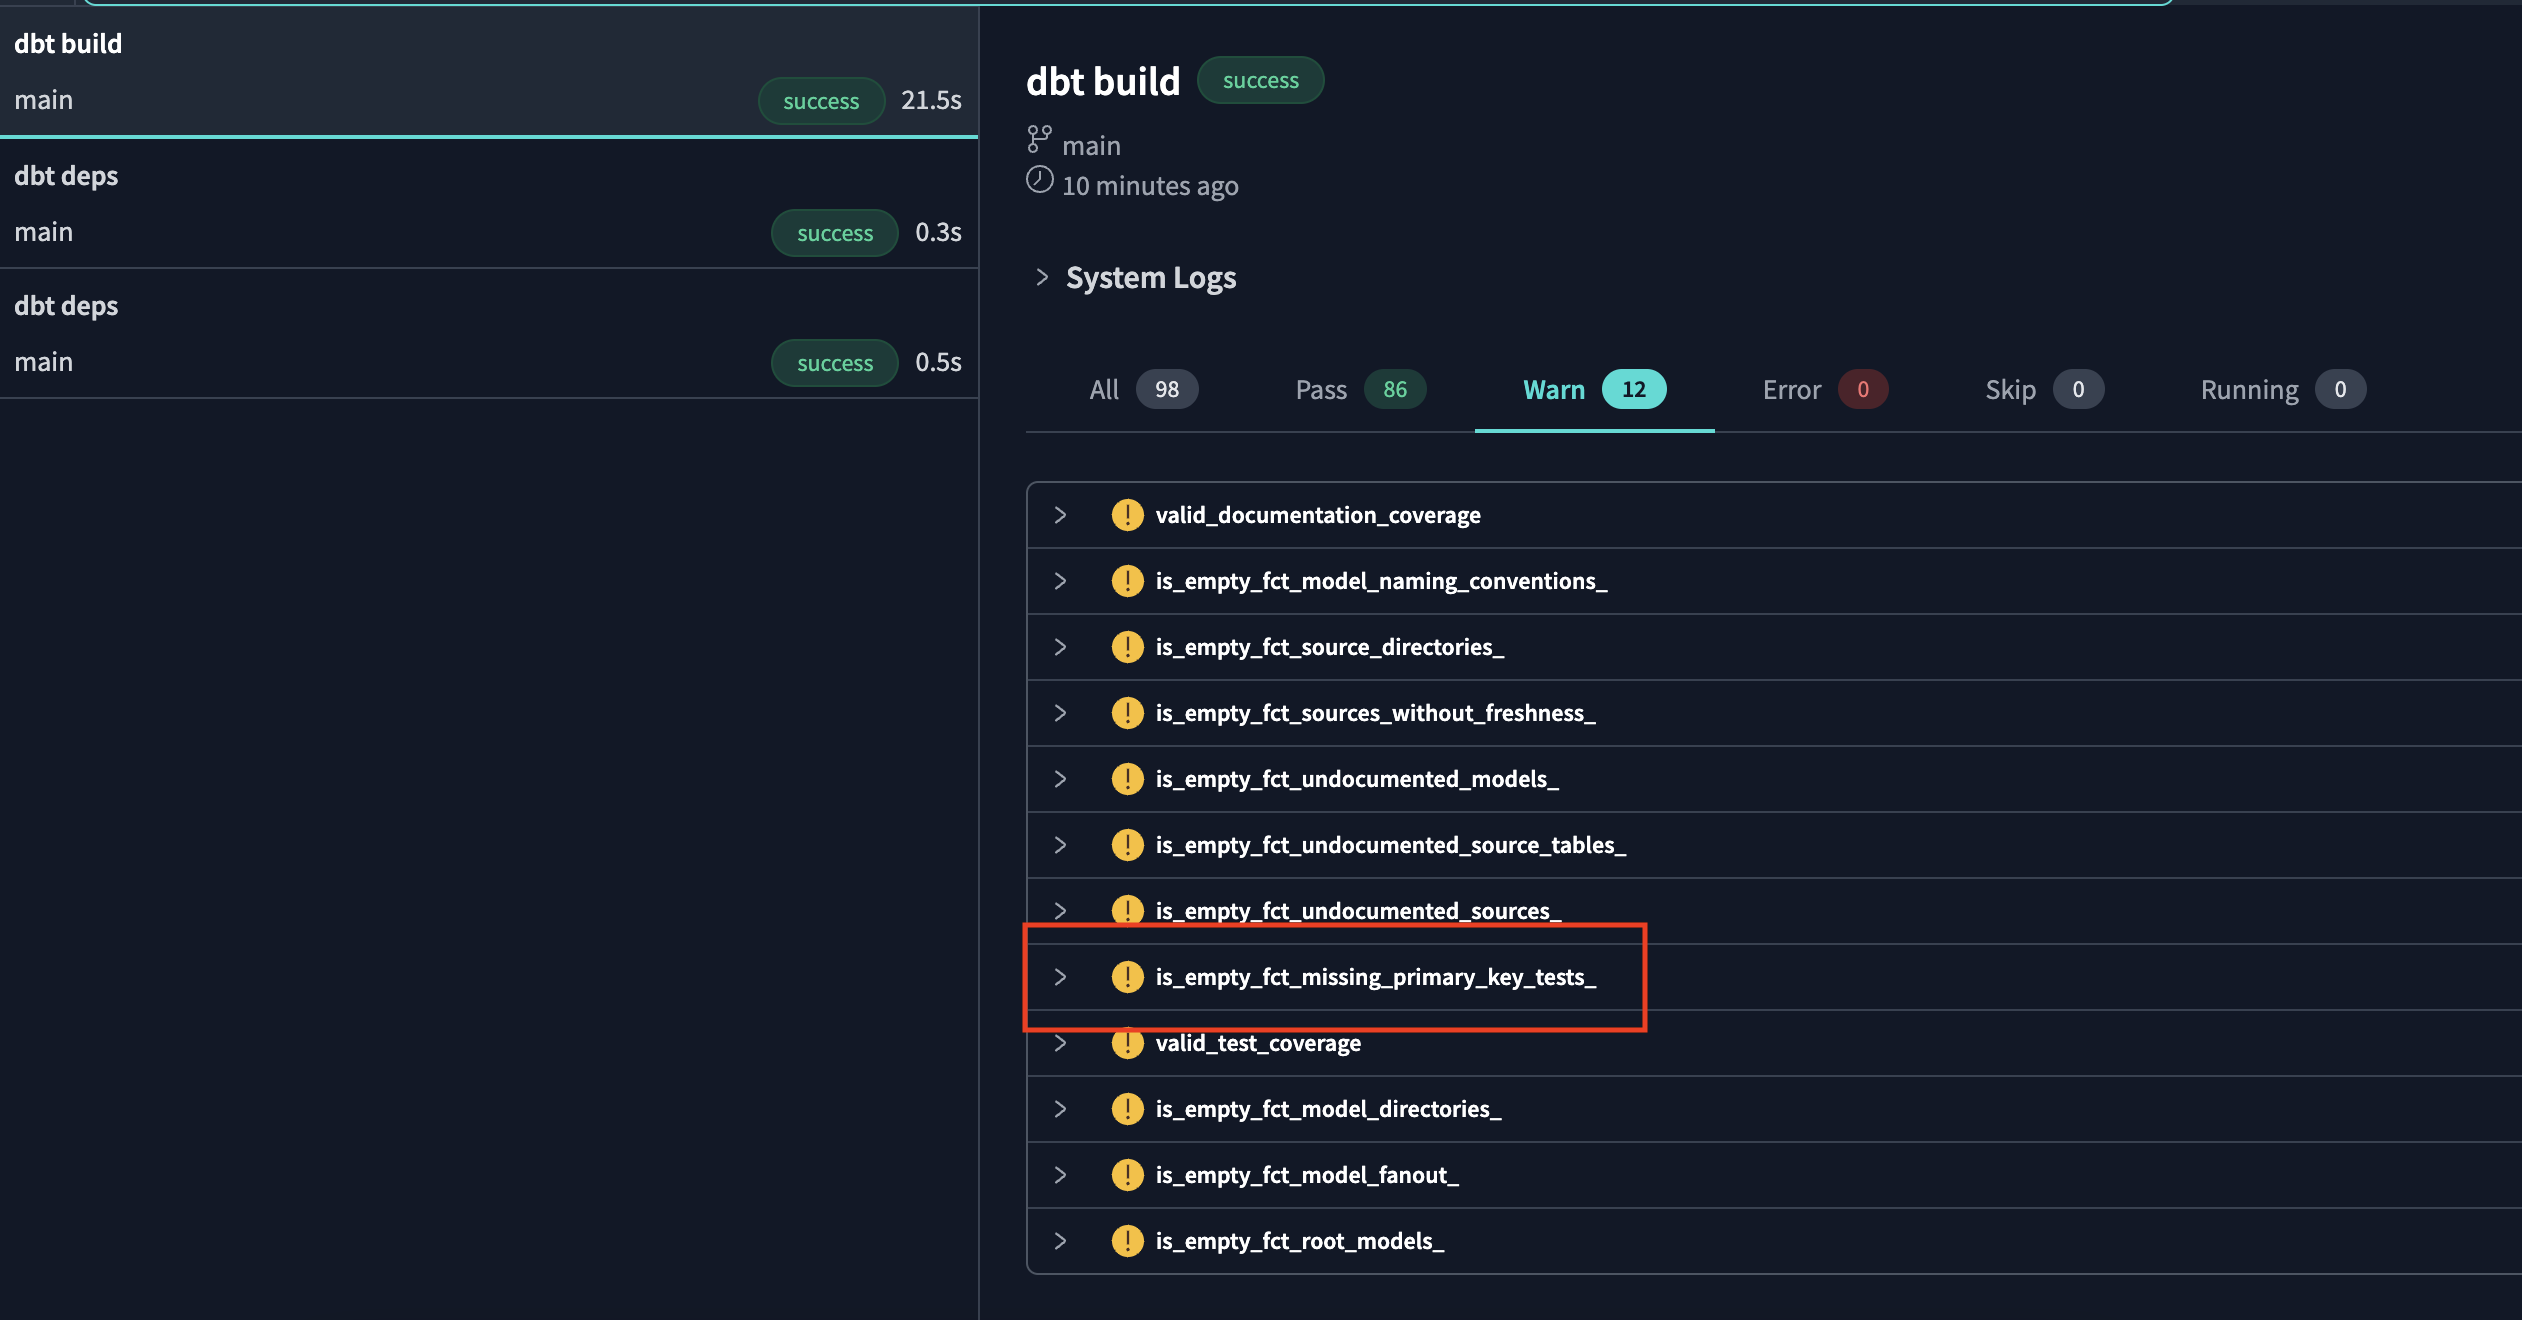 dbt build
main success 21.5s
dbt deps
main success 0.3s
dbt deps
main success 0.5s
dbt build success
main
10 minutes ago
System Logs
All 98 Pass 86 Warn 12 Error 0 Skip 0 Running 0
valid_documentation_coverage
is_empty_fct_model_naming_conventions_
is_empty_fct_source_directories_
is_empty_fct_sources_without_freshness_
is_empty_fct_undocumented_models_
is_empty_fct_undocumented_source_tables_
is_empty_fct_undocumented_sources_
is_empty_fct_missing_primary_key_tests_
valid_test_coverage
is_empty_fct_model_directories_
is_empty_fct_model_fanout_
is_empty_fct_root_models_